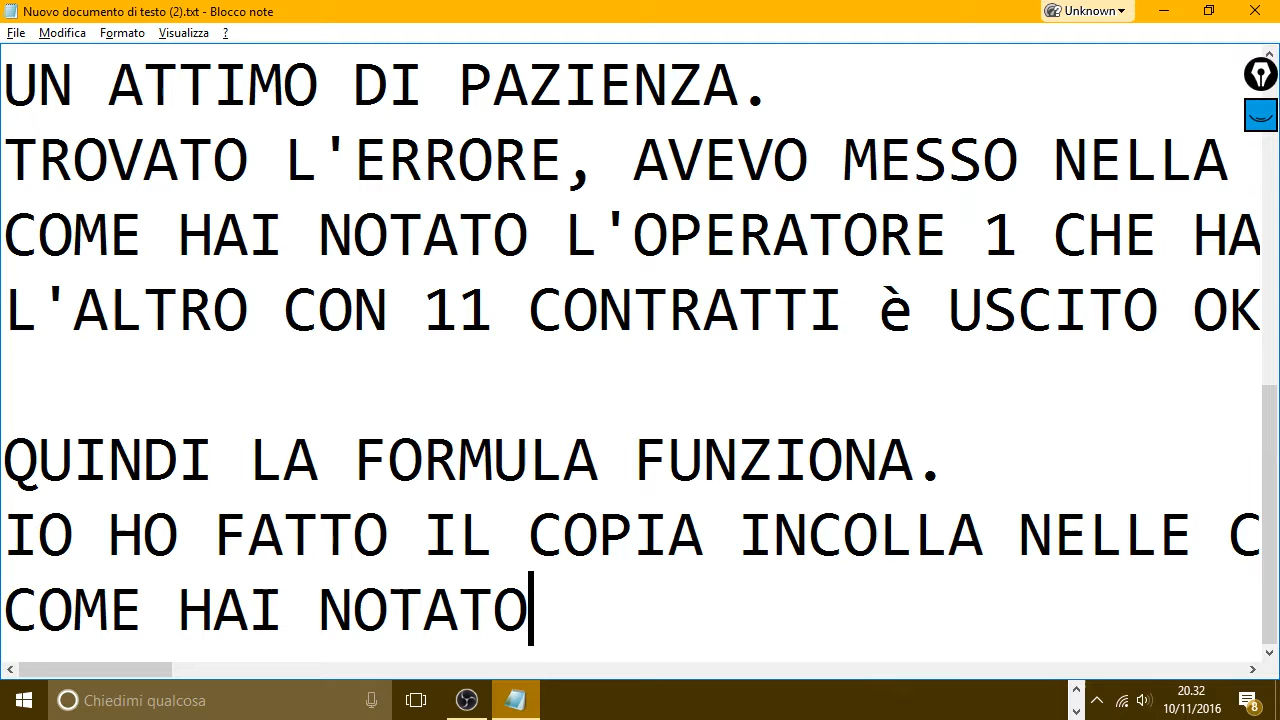 Nuovo documento di testo (2).txt - Blocco note
Unknown
File Modifica Formato Visualizza ?
UN ATTIMO DI PAZIENZA.
TROVATO L'ERRORE, AVEVO MESSO NELLA
COME HAI NOTATO L'OPERATORE 1 CHE HA
L'ALTRO CON 11 CONTRATTI è USCITO OK
QUINDI LA FORMULA FUNZIONA.
IO HO FATTO IL COPIA INCOLLA NELLE C
COME HAI NOTATO
Chiedimi qualcosa
20.32
10/11/2016
8